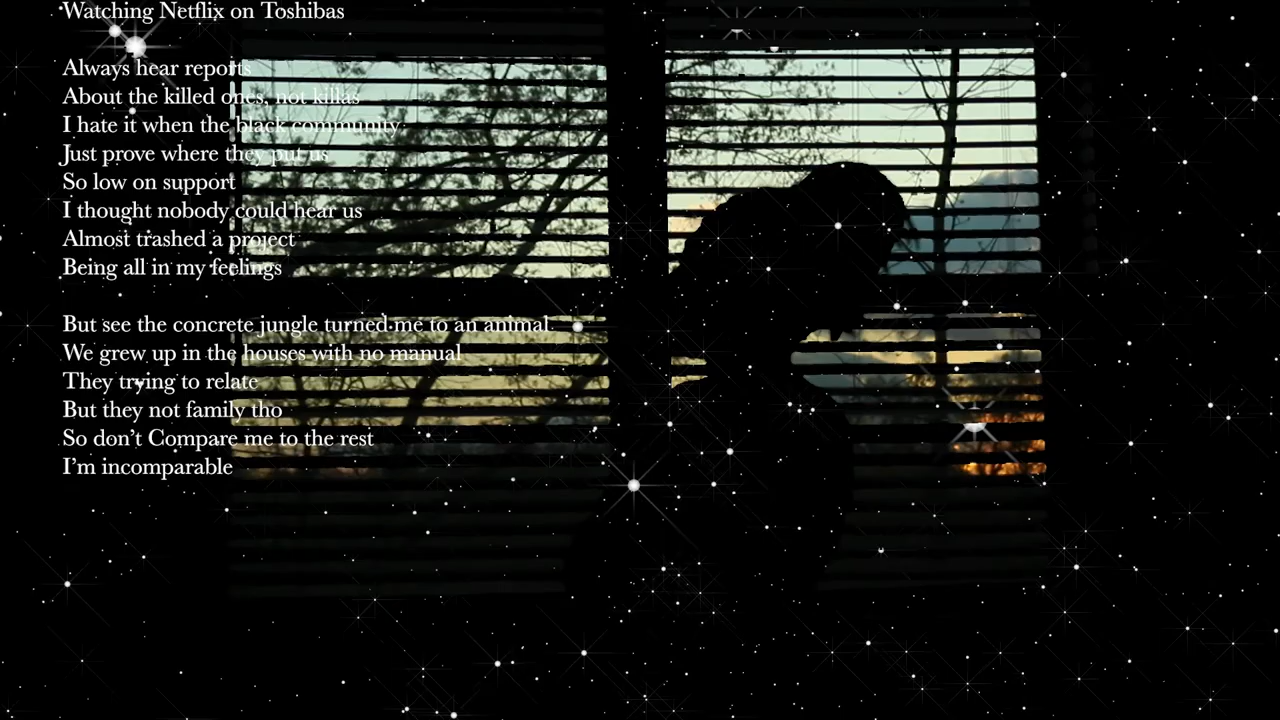 Watching Netflix on Toshibas
Always hear reports
About the killed ones, not killas
I hate it when the black community
Just prove where they put us
So low on support
I thought nobody could hear us
Almost trashed a project
Being all in my feelings
But see the concrete jungle turned me to an animal
We grew up in the houses with no manual
They trying to relate
But they not family tho
So don’t Compare me to the rest
I’m incomparable